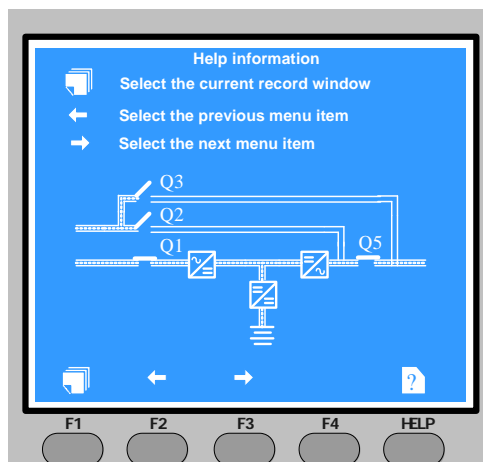 Help information
Select the current record window
Select the previous menu item
Select the next menu item
Q3
Q2
Q1
Q5
?
F1 F2 F3 F4 HELP